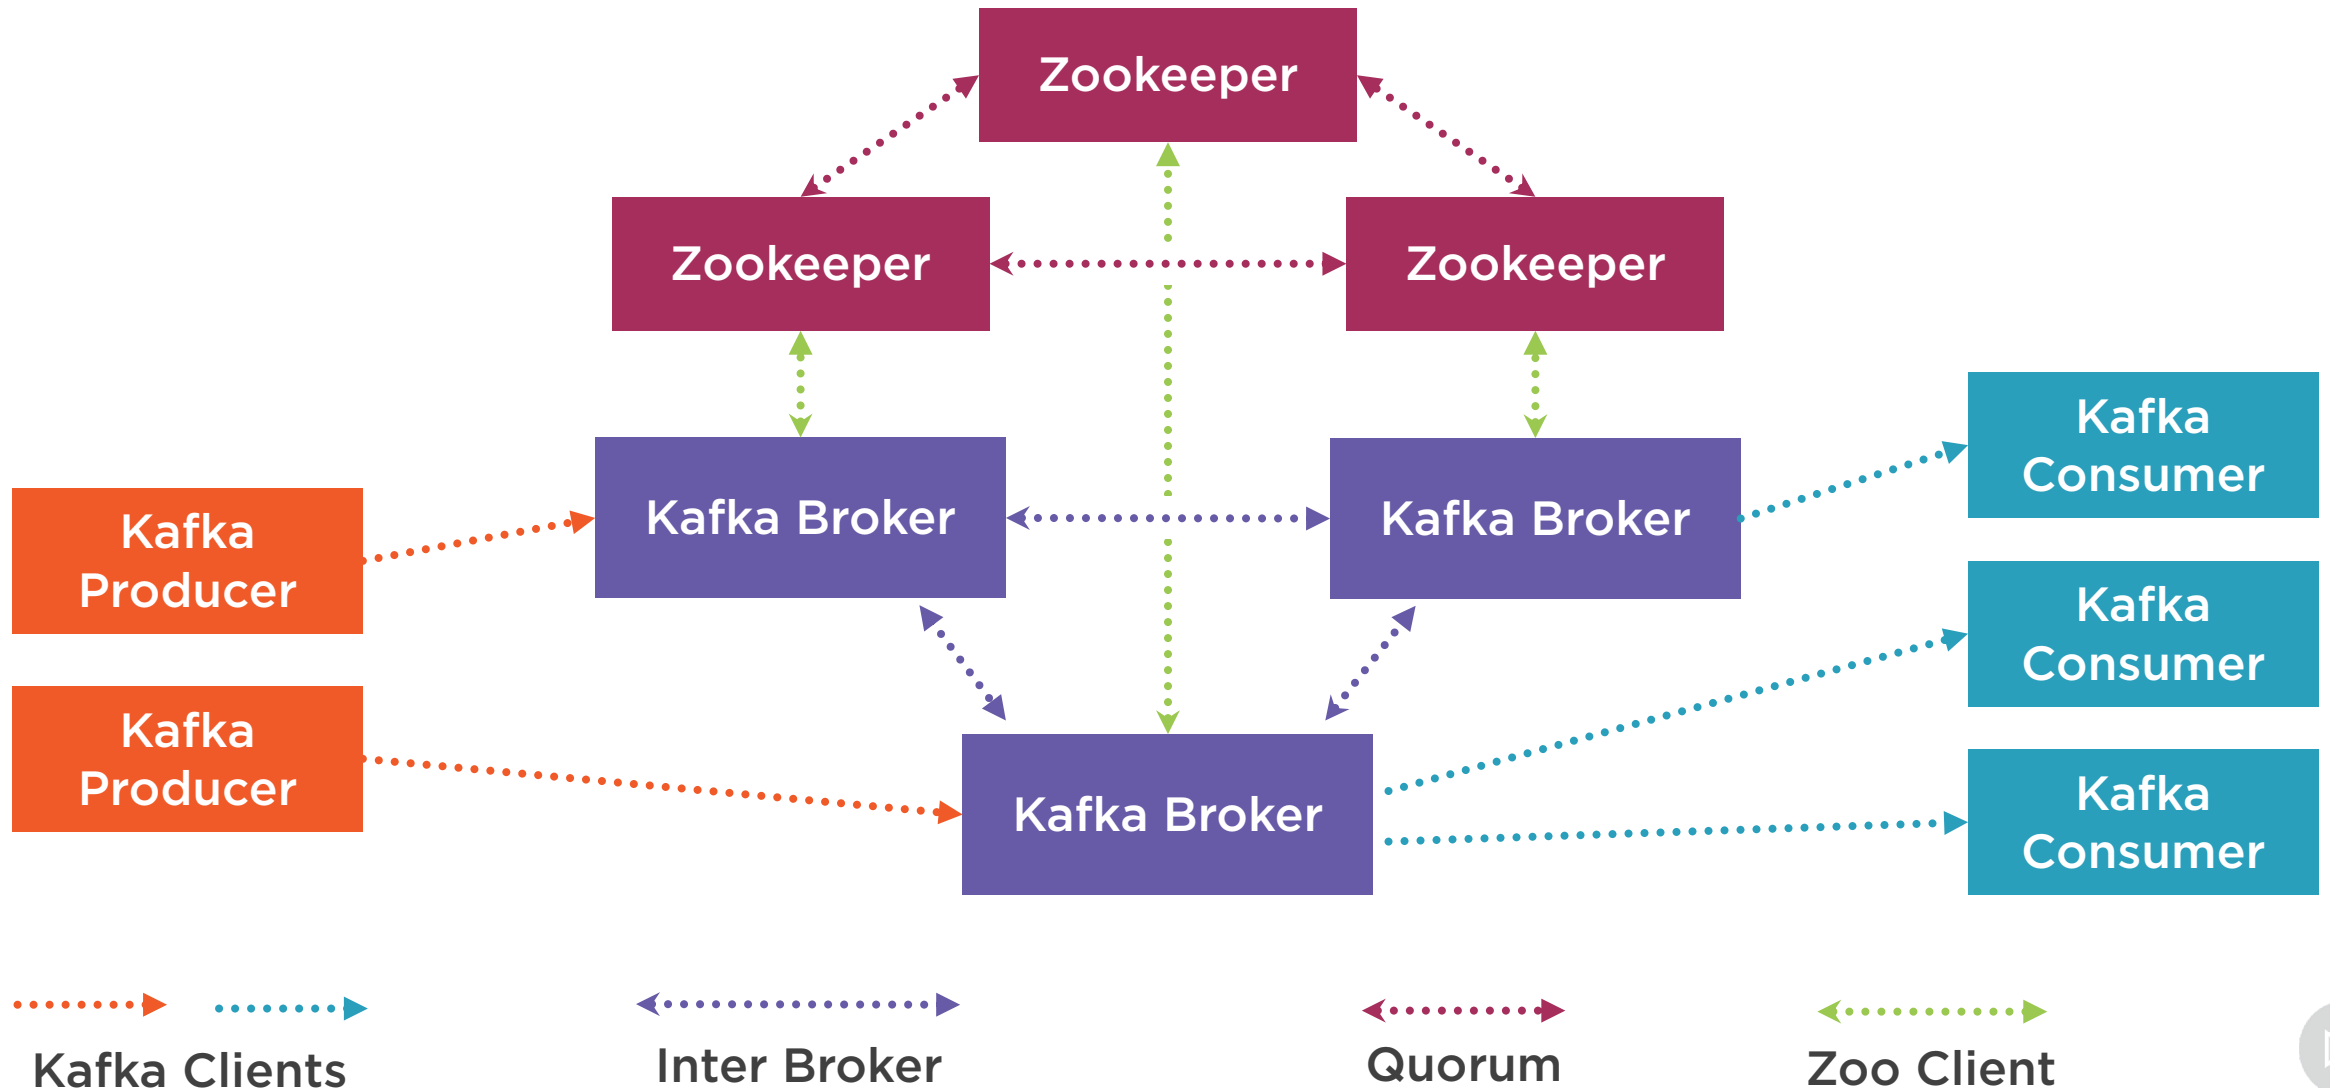 Zookeeper
Zookeeper
Zookeeper
Kafka Broker
Kafka Broker
Kafka
Consumer
Kafka
Producer
Kafka
Consumer
Kafka
Producer
Kafka Broker
Kafka
Consumer
Kafka Clients
Inter Broker
Quorum
Zoo Client